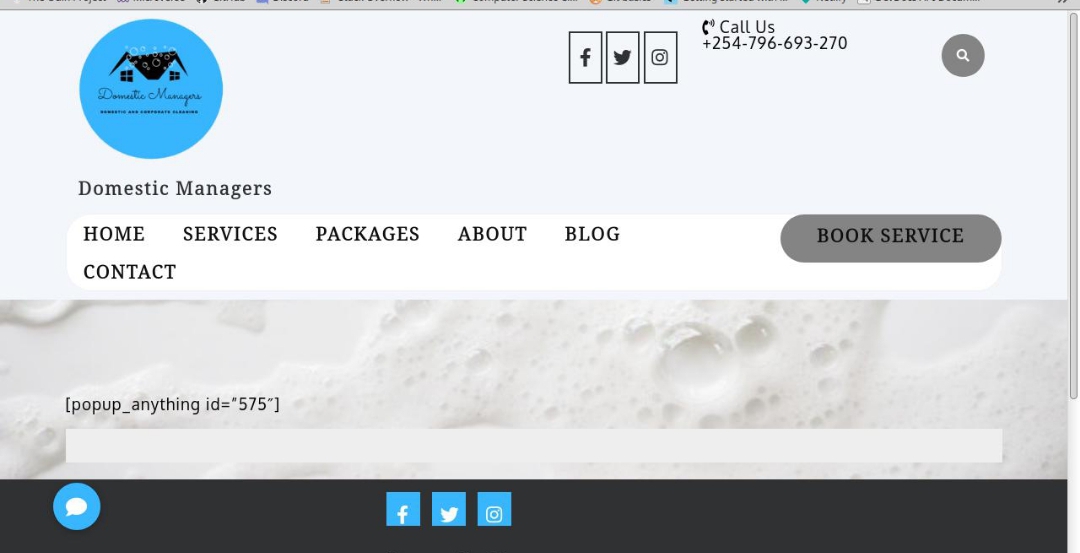 Call Us
+254-796-693-270
Domestic Managers
DOMESTIC AND CORPORATE CLEANING
Domestic Managers
HOME SERVICES PACKAGES ABOUT BLOG
CONTACT
BOOK SERVICE
[popup_anything id=″575″]